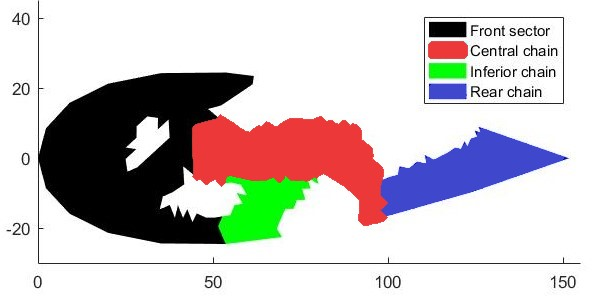 40
20
0
-20
0
50
100
150
Front sector
Central chain
Inferior chain
Rear chain